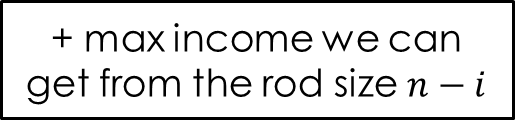 + max income we can
get from the rod size n − i